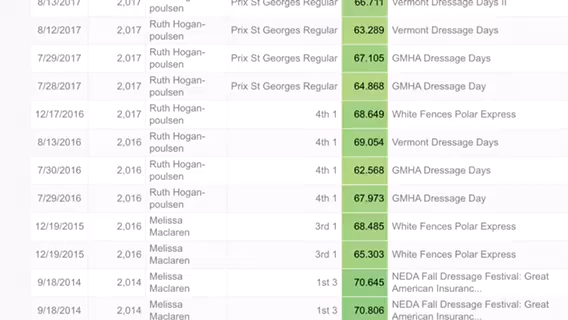 8/13/2017 2,017 poulsen Prix St Georges Regular 66.711 Vermont Dressage Days II
8/12/2017 2,017 Ruth Hogan- Prix St Georges Regular 63.289 Vermont Dressage Days
poulsen
7/29/2017 2,017 Ruth Hogan- Prix St Georges Regular 67.105 GMHA Dressage Days
poulsen
7/28/2017 2,017 Ruth Hogan- Prix St Georges Regular 64.868 GMHA Dressage Day
poulsen
12/17/2016 2,017 Ruth Hogan- 4th 1 68.649 White Fences Polar Express
poulsen
8/13/2016 2,016 Ruth Hogan- 4th 1 69.054 Vermont Dressage Days
poulsen
7/30/2016 2,016 Ruth Hogan- 4th 1 62.568 GMHA Dressage Days
poulsen
7/29/2016 2,016 Ruth Hogan- 4th 1 67.973 GMHA Dressage Day
poulsen
12/19/2015 2,016 Melissa 3rd 1 68.485 White Fences Polar Express
Maclaren
12/19/2015 2,016 Melissa 3rd 1 65.303 White Fences Polar Express
Maclaren
9/18/2014 2,014 Melissa 1st 3 70.645 NEDA Fall Dressage Festival: Great
Maclaren American Insuranc...
9/18/2014 2,014 Melissa 1st 3 70.806 NEDA Fall Dressage Festival: Great
Maclaren American Insuranc...